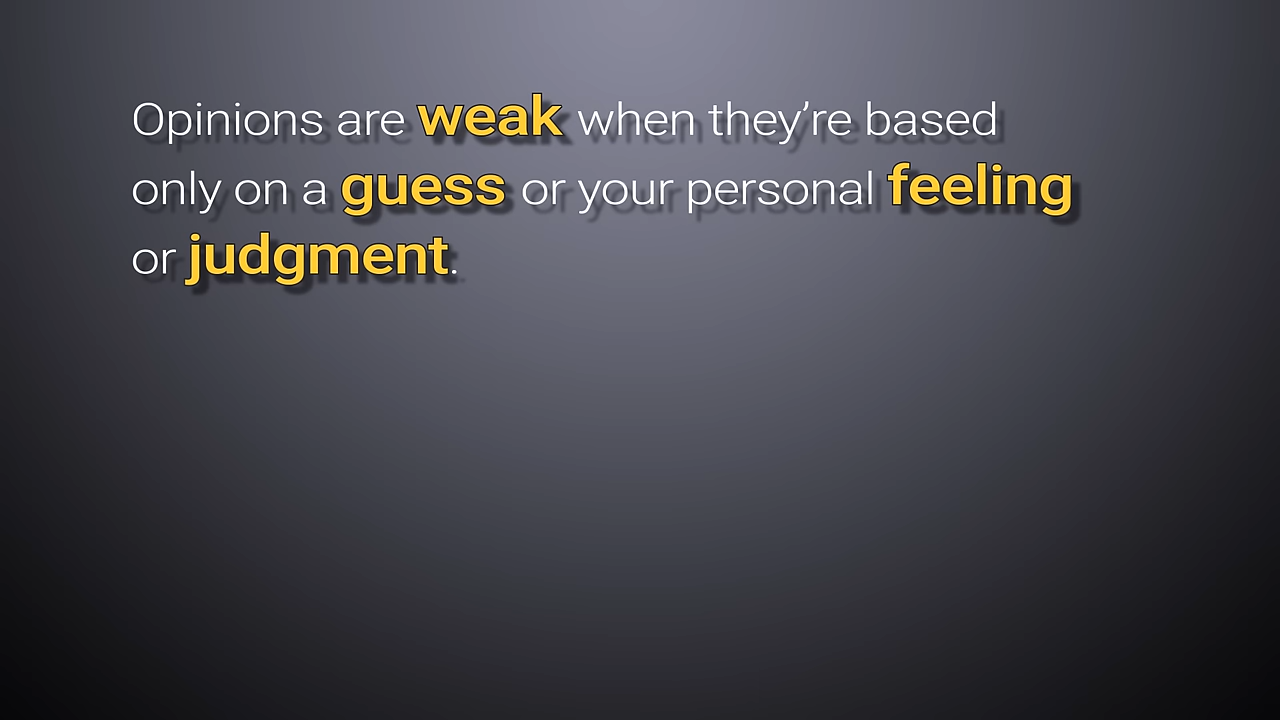 Opinions are weak when they’re based
only on a guess or your personal feeling
or judgment.